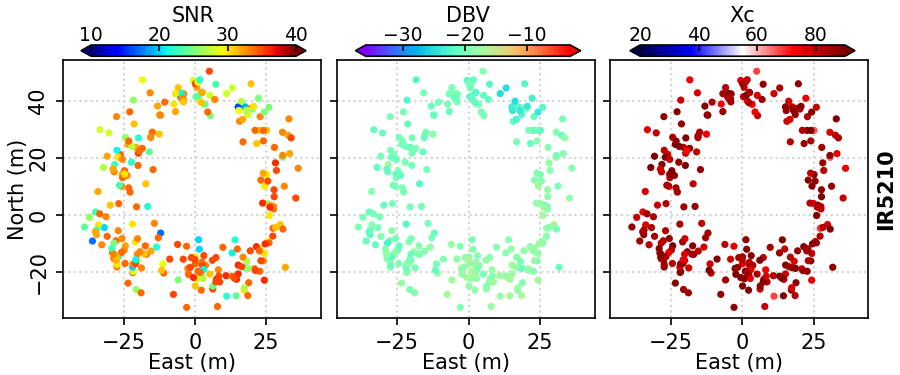 SNR DBV Xc
10 20 30 40 −30 −20 −10 20 40 60 80
40
20
0
−20
North (m)
IR5210
−25 0 25 −25 0 25 −25 0 25
East (m) East (m) East (m)